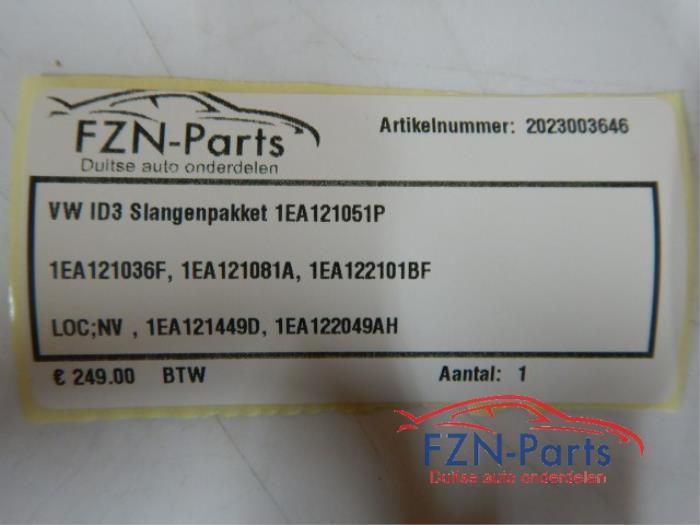 FZN-Parts
Duitse auto onderdelen
Artikelnummer: 2023003646
VW ID3 Slangenpakket 1EA121051P
1EA121036F, 1EA121081A, 1EA122101BF
LOC;NV , 1EA121449D, 1EA122049AH
€ 249.00 BTW Aantal: 1
FZN-Parts
Duitse auto onderdelen